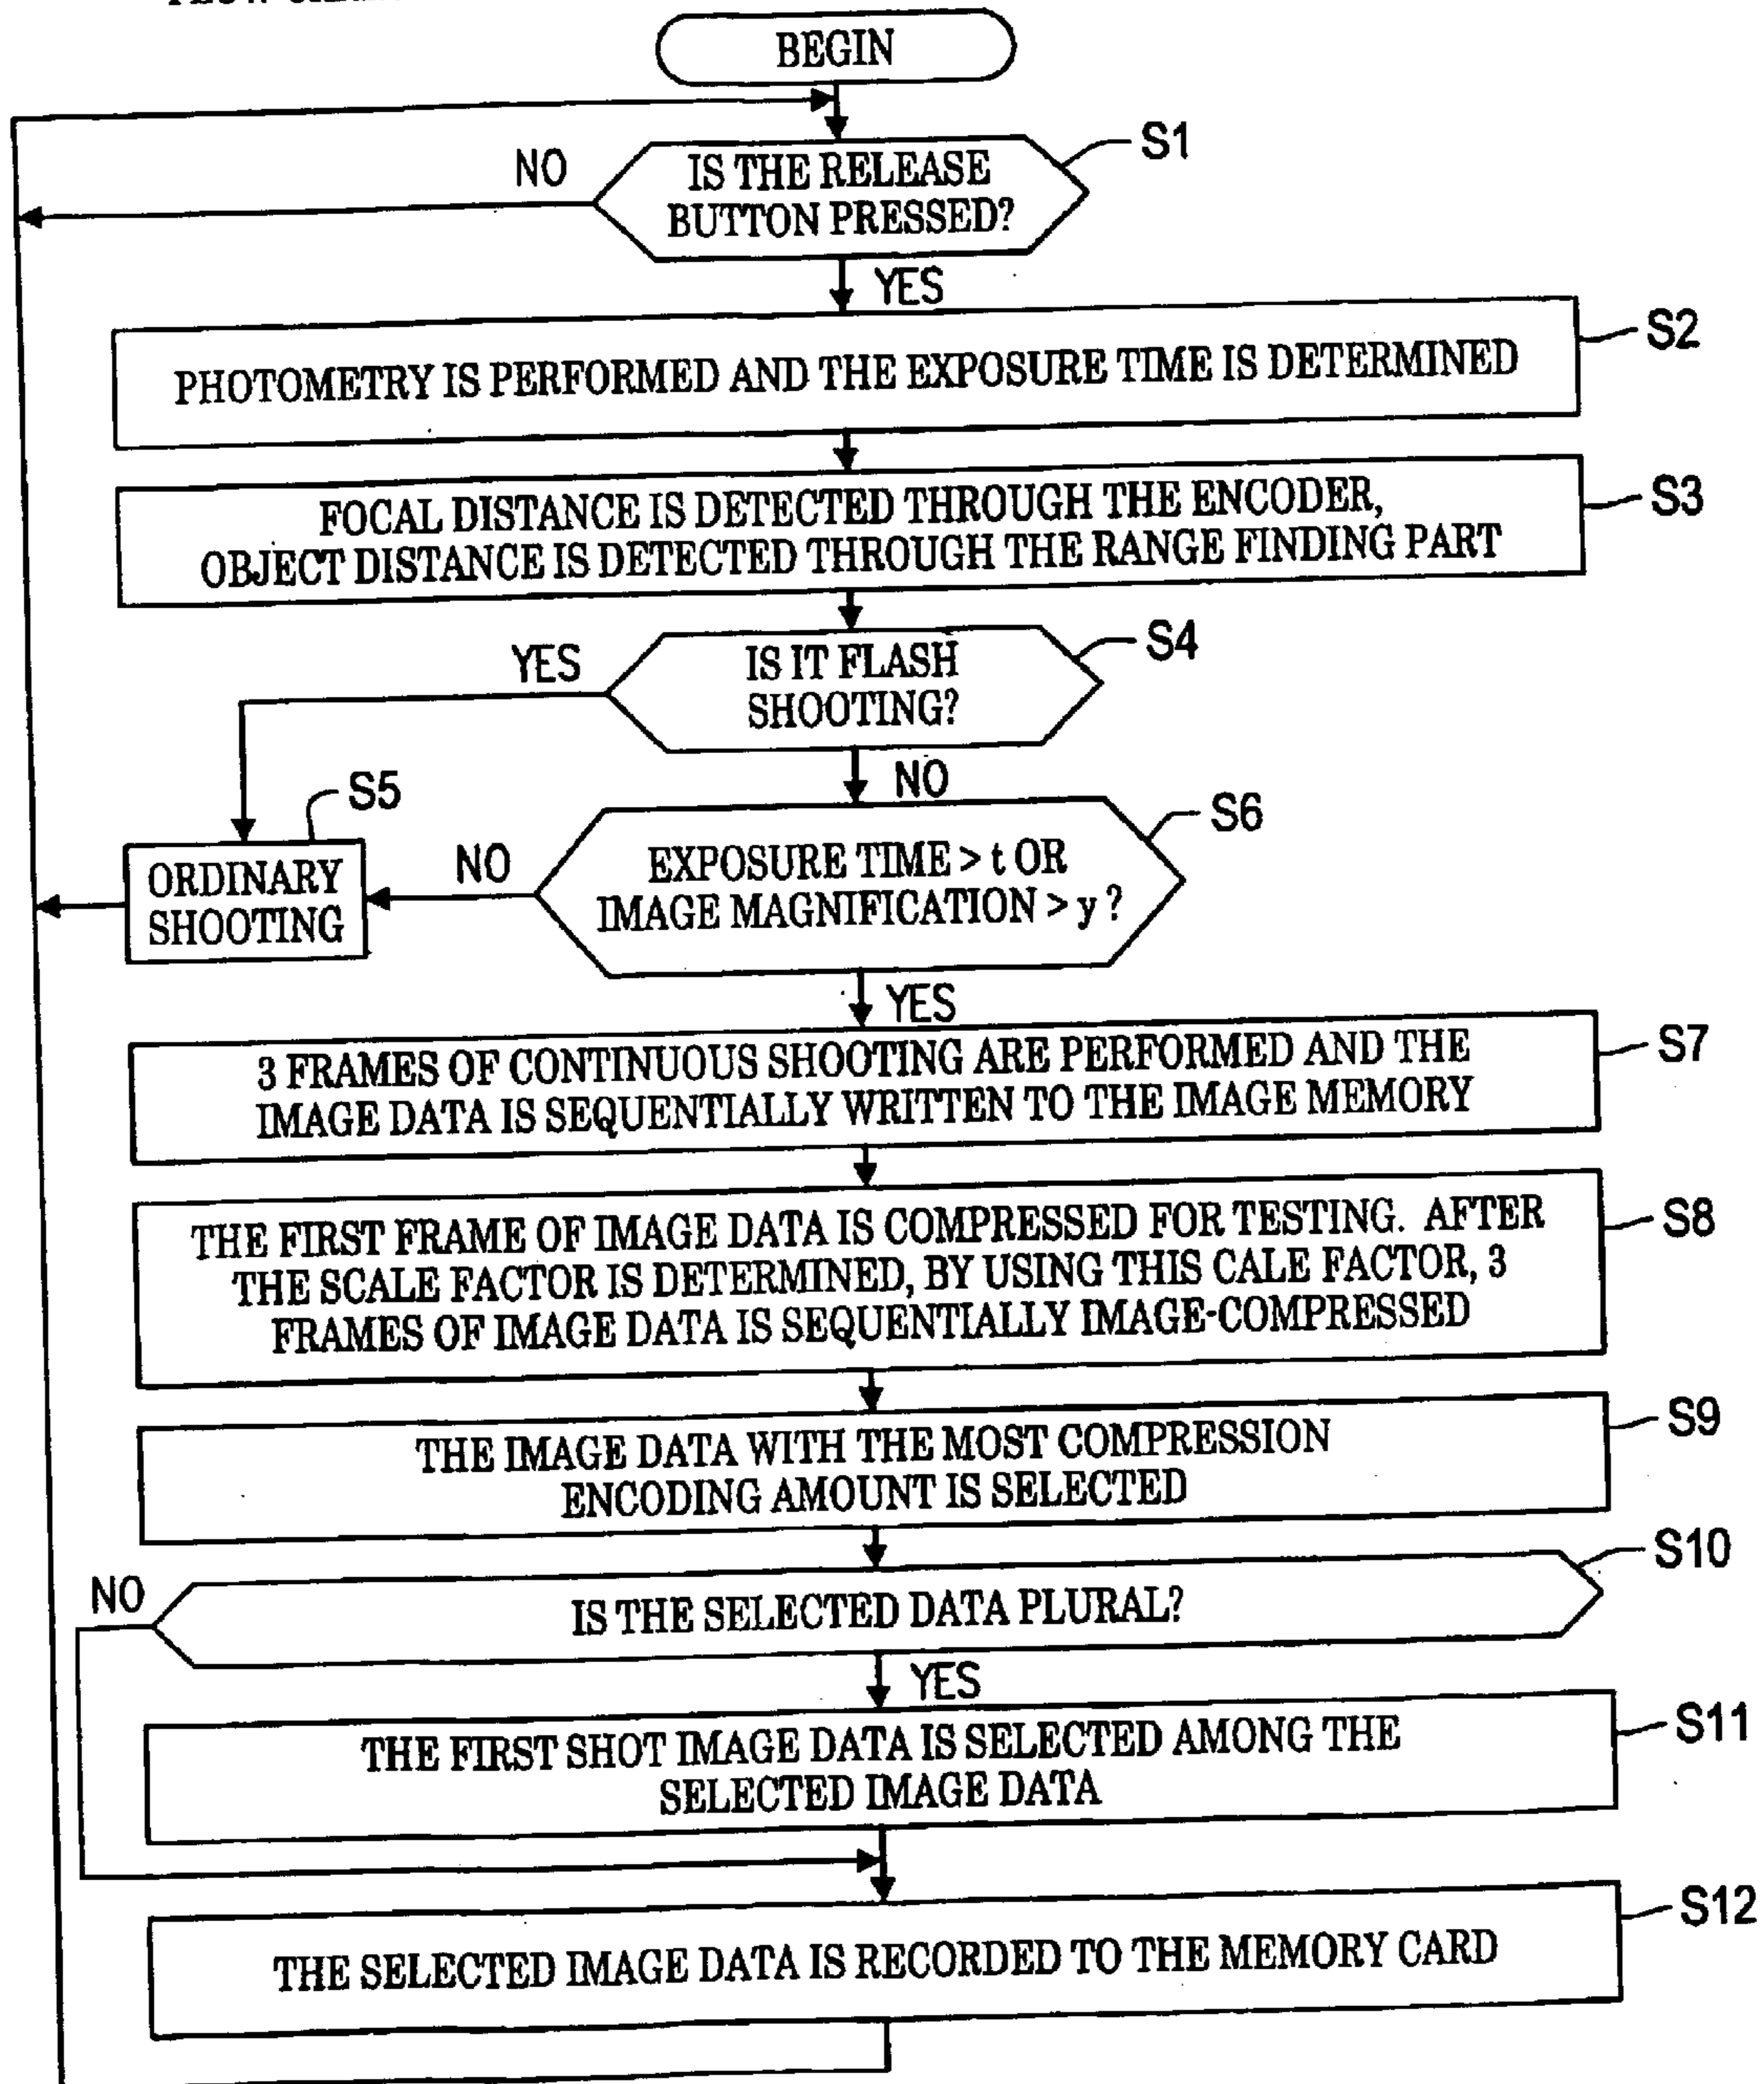 BEGIN
S1
NO
IS THE RELEASE
BUTTON PRESSED?
YES
S2
PHOTOMETRY IS PERFORMED AND THE EXPOSURE TIME IS DETERMINED
S3
FOCAL DISTANCE IS DETECTED THROUGH THE ENCODER,
OBJECT DISTANCE IS DETECTED THROUGH THE RANGE FINDING PART
S4
YES
IS IT FLASH
SHOOTING?
NO
S5
S6
ORDINARY
SHOOTING
NO
EXPOSURE TIME > t OR
IMAGE MAGNIFICATION > y ?
YES
S7
3 FRAMES OF CONTINUOUS SHOOTING ARE PERFORMED AND THE
IMAGE DATA IS SEQUENTIALLY WRITTEN TO THE IMAGE MEMORY
S8
THE FIRST FRAME OF IMAGE DATA IS COMPRESSED FOR TESTING. AFTER
THE SCALE FACTOR IS DETERMINED, BY USING THIS CALE FACTOR, 3
FRAMES OF IMAGE DATA IS SEQUENTIALLY IMAGE-COMPRESSED
S9
THE IMAGE DATA WITH THE MOST COMPRESSION
ENCODING AMOUNT IS SELECTED
S10
NO
IS THE SELECTED DATA PLURAL?
YES
S11
THE FIRST SHOT IMAGE DATA IS SELECTED AMONG THE
SELECTED IMAGE DATA
S12
THE SELECTED IMAGE DATA IS RECORDED TO THE MEMORY CARD